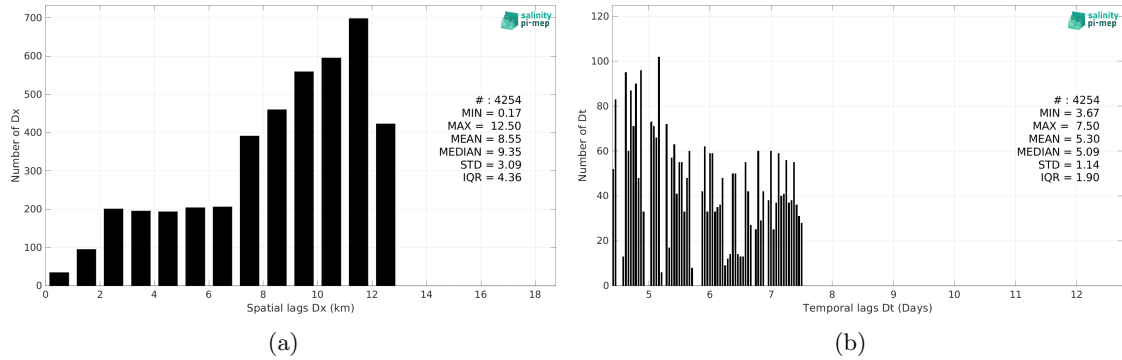 700
600
500
400
300
200
100
0
Number of Dx
0 2 4 6 8 10 12 14 16 18
Spatial lags Dx (km)
salinity
pi-mep
# : 4254
MIN = 0.17
MAX = 12.50
MEAN = 8.55
MEDIAN = 9.35
STD = 3.09
IQR = 4.36
(a)
120
100
80
60
40
20
0
Number of Dt
5 6 7 8 9 10 11 12
Temporal lags Dt (Days)
salinity
pi-mep
# : 4254
MIN = 3.67
MAX = 7.50
MEAN = 5.30
MEDIAN = 5.09
STD = 1.14
IQR = 1.90
(b)